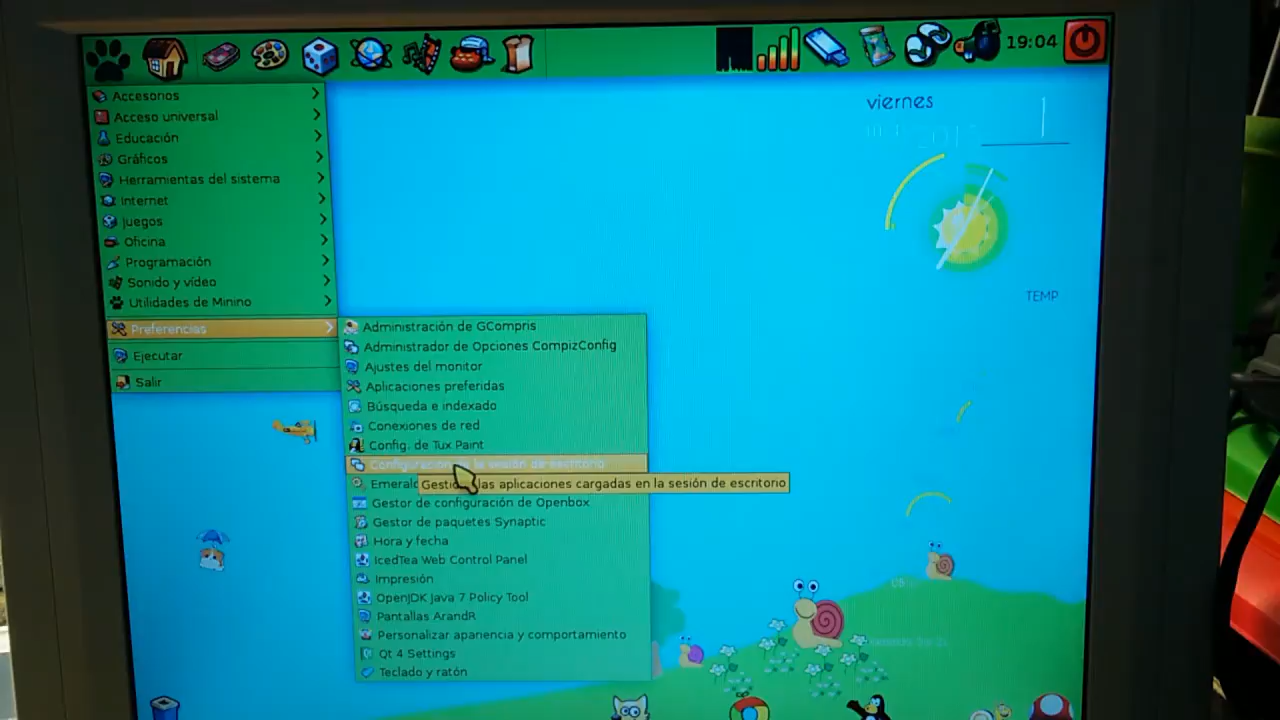 19:04
Accesorios
Acceso universal
Educación
Gráficos
Herramientas del sistema
Internet
Juegos
Oficina
Programación
Sonido y vídeo
Utilidades de Minino
Preferencias
Ejecutar
Salir
Administración de GCompris
Administrador de Opciones CompizConfig
Ajustes del monitor
Aplicaciones preferidas
Búsqueda e indexado
Conexiones de red
Config. de Tux Paint
la sesión de escritorio
Emerald
las aplicaciones cargadas en la sesión de escritorio
Gestor de configuración de Openbox
Gestor de paquetes Synaptic
Hora y fecha
IcedTea Web Control Panel
Impresión
OpenJDK Java 7 Policy Tool
Pantallas ArandR
Personalizar apariencia y comportamiento
Qt 4 Settings
Teclado y ratón
viernes
TEMP